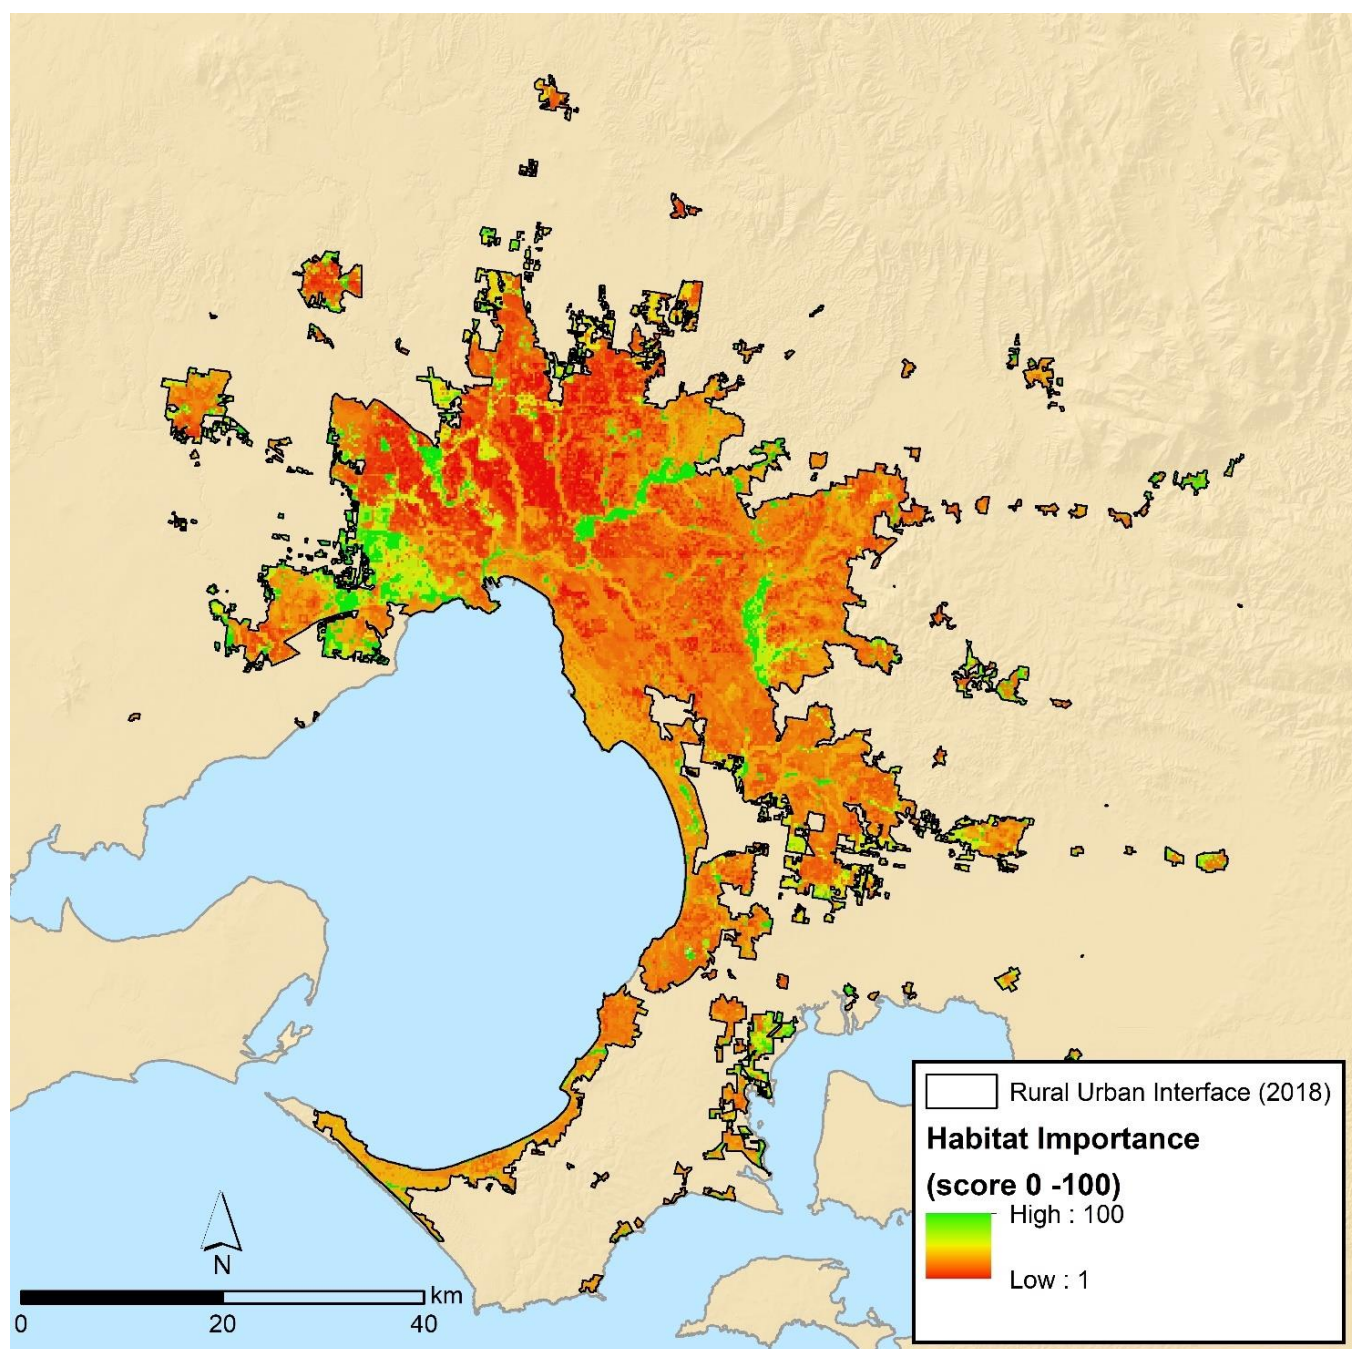 N
km
0 20 40
Rural Urban Interface (2018)
Habitat Importance
(score 0 -100)
High : 100
Low : 1